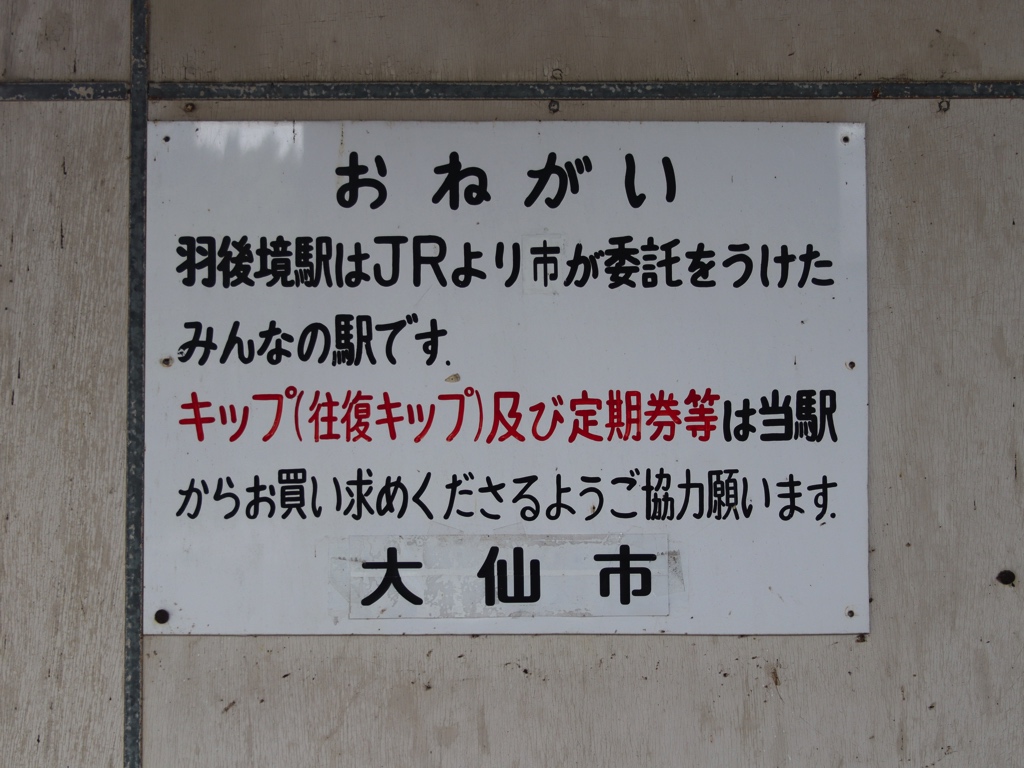 おねがい
羽後境駅はJRより市が委託をうけた
みんなの駅です.
キップ(往復キップ)及び定期券等は当駅
からお買い求めくださるようご協力願います.
大仙市